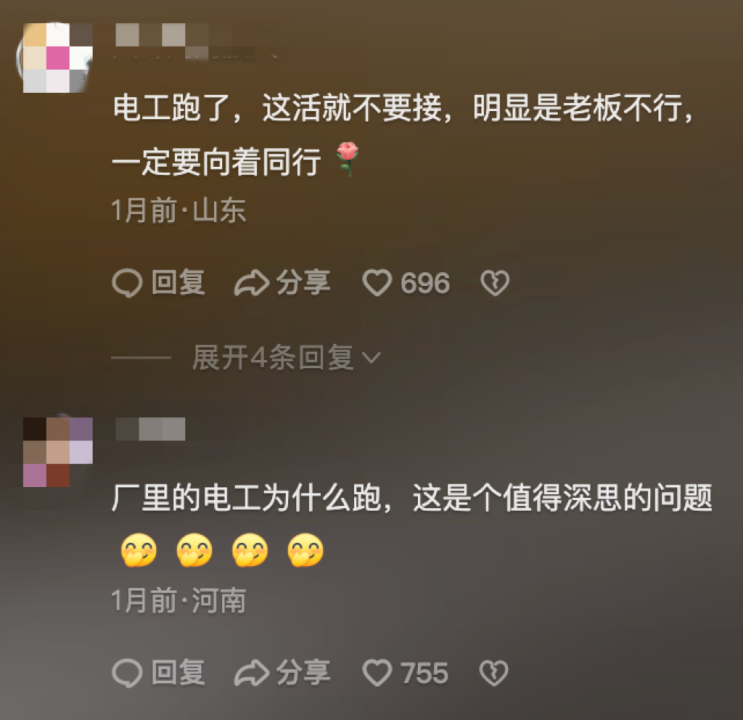 电工跑了，这活就不要接，明显是老板不行，
一定要向着同行🌹
1月前·山东
回复 分享 696
展开4条回复
厂里的电工为什么跑，这是个值得深思的问题
🤭🤭🤭🤭
1月前·河南
回复 分享 755